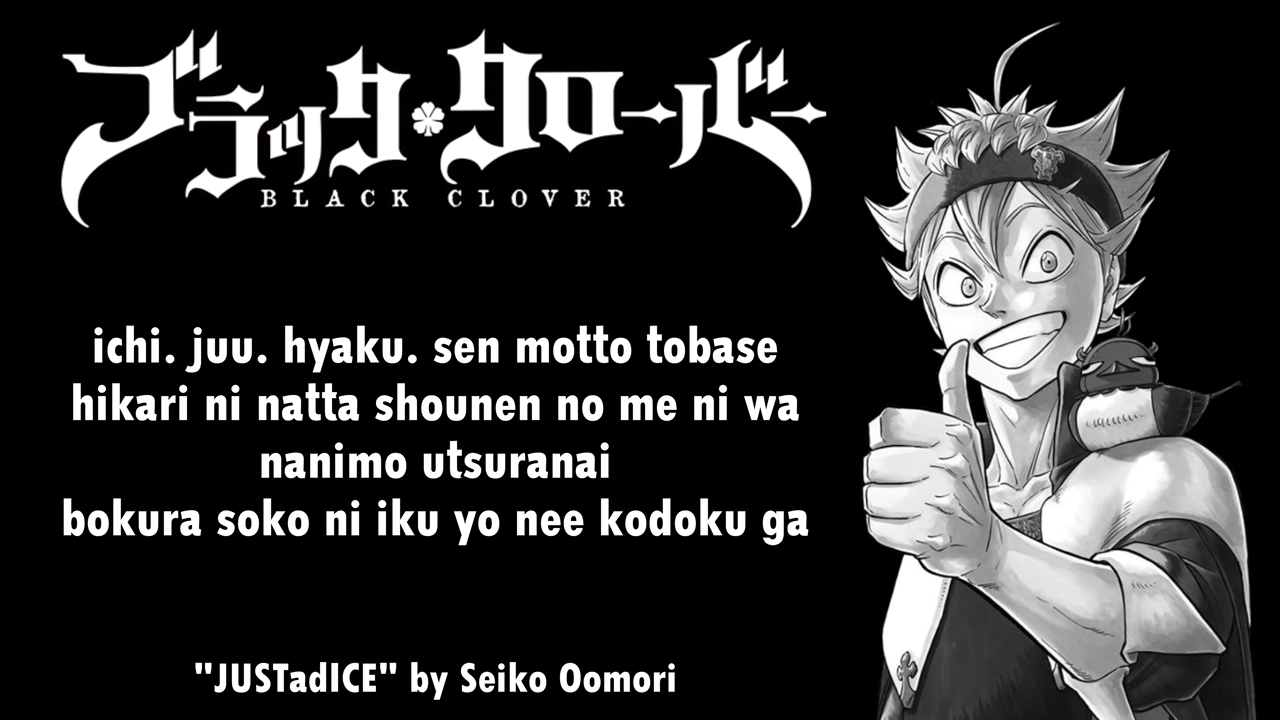 ブラック・クローバー
BLACK CLOVER
ichi. juu. hyaku. sen motto tobase
hikari ni natta shounen no me ni wa
nanimo utsuranai
bokura soko ni iku yo nee kodoku ga
"JUSTadICE" by Seiko Oomori